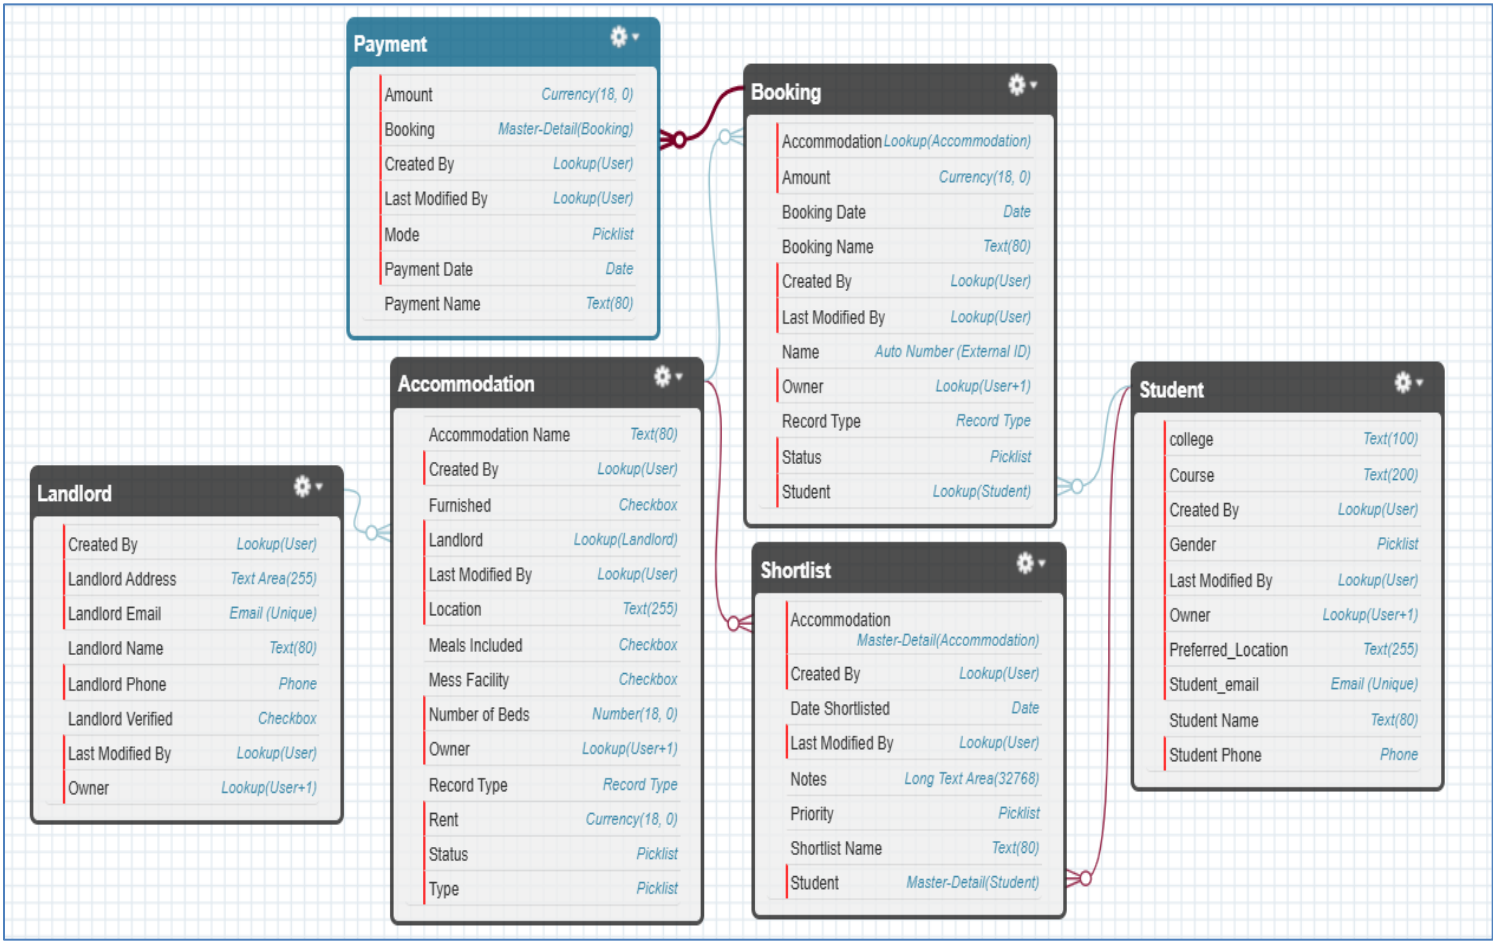 Payment
Amount Currency(18, 0)
Booking Master-Detail(Booking)
Created By Lookup(User)
Last Modified By Lookup(User)
Mode Picklist
Payment Date Date
Payment Name Text(80)
Booking
Accommodation Lookup(Accommodation)
Amount Currency(18, 0)
Booking Date Date
Booking Name Text(80)
Created By Lookup(User)
Last Modified By Lookup(User)
Name Auto Number (External ID)
Owner Lookup(User+1)
Record Type Record Type
Status Picklist
Student Lookup(Student)
Accommodation
Accommodation Name Text(80)
Created By Lookup(User)
Furnished Checkbox
Landlord Lookup(Landlord)
Last Modified By Lookup(User)
Location Text(255)
Meals Included Checkbox
Mess Facility Checkbox
Number of Beds Number(18, 0)
Owner Lookup(User+1)
Record Type Record Type
Rent Currency(18, 0)
Status Picklist
Type Picklist
Student
college Text(100)
Course Text(200)
Created By Lookup(User)
Gender Picklist
Last Modified By Lookup(User)
Owner Lookup(User+1)
Preferred_Location Text(255)
Student_email Email (Unique)
Student Name Text(80)
Student Phone Phone
Landlord
Created By Lookup(User)
Landlord Address Text Area(255)
Landlord Email Email (Unique)
Landlord Name Text(80)
Landlord Phone Phone
Landlord Verified Checkbox
Last Modified By Lookup(User)
Owner Lookup(User+1)
Shortlist
Accommodation
Master-Detail(Accommodation)
Created By Lookup(User)
Date Shortlisted Date
Last Modified By Lookup(User)
Notes Long Text Area(32768)
Priority Picklist
Shortlist Name Text(80)
Student Master-Detail(Student)